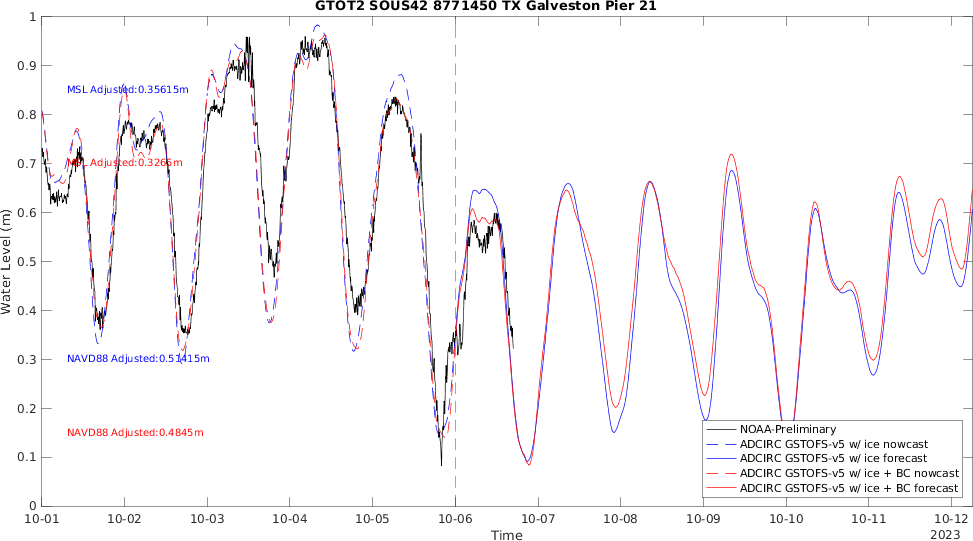 GTOT2 SOUS42 8771450 TX Galveston Pier 21
1
0.9
0.8
0.7
0.6
0.5
0.4
0.3
0.2
0.1
0
Water Level (m)
MSL Adjusted:0.35615m
MSL Adjusted:0.3265m
NAVD88 Adjusted:0.51415m
NAVD88 Adjusted:0.4845m
NOAA-Preliminary
ADCIRC GSTOFS-v5 w/ ice nowcast
ADCIRC GSTOFS-v5 w/ ice forecast
ADCIRC GSTOFS-v5 w/ ice + BC nowcast
ADCIRC GSTOFS-v5 w/ ice + BC forecast
10-01 10-02 10-03 10-04 10-05 10-06 10-07 10-08 10-09 10-10 10-11 10-12
2023
Time